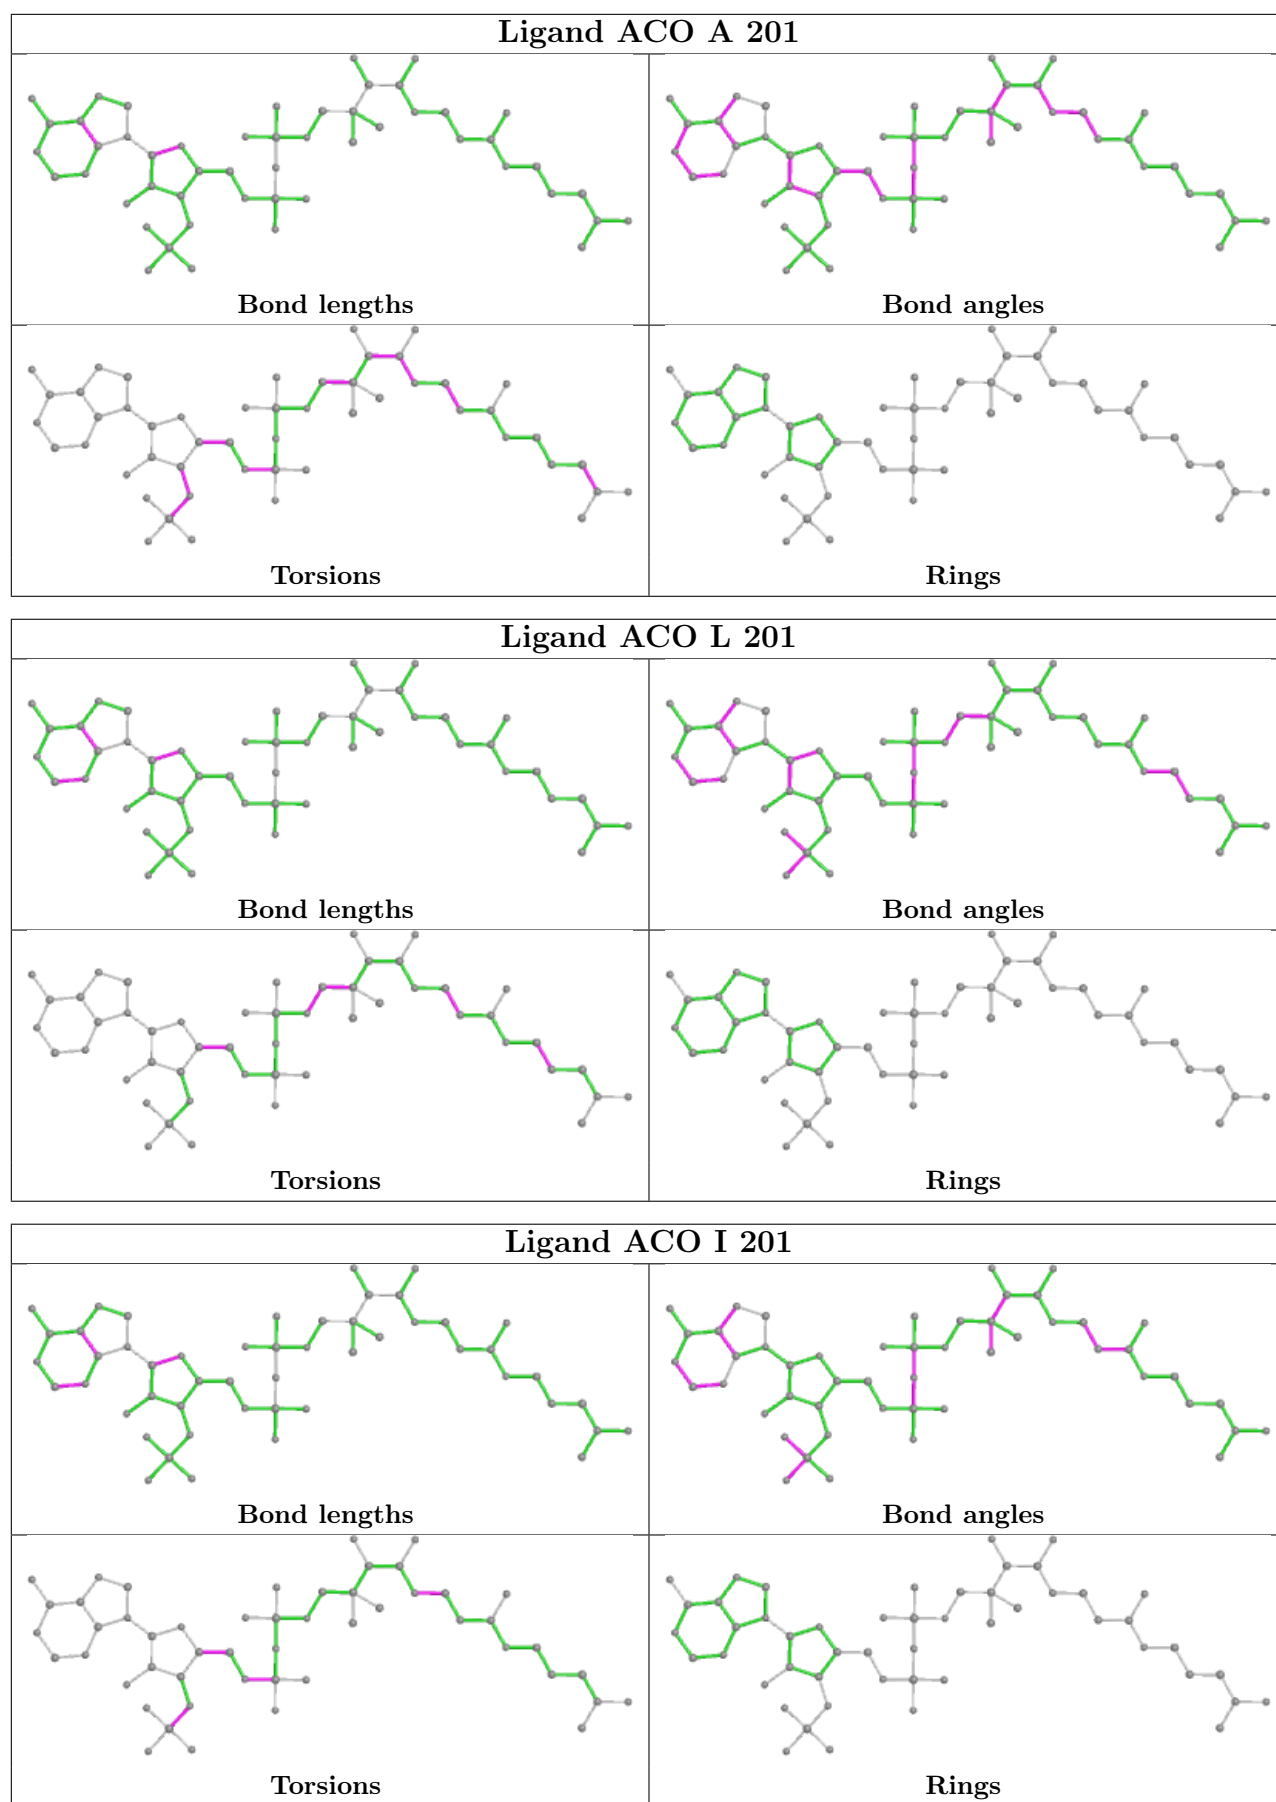 Ligand ACO A 201
Bond lengths
Bond angles
Torsions
Rings
Ligand ACO L 201
Bond lengths
Bond angles
Torsions
Rings
Ligand ACO I 201
Bond lengths
Bond angles
Torsions
Rings